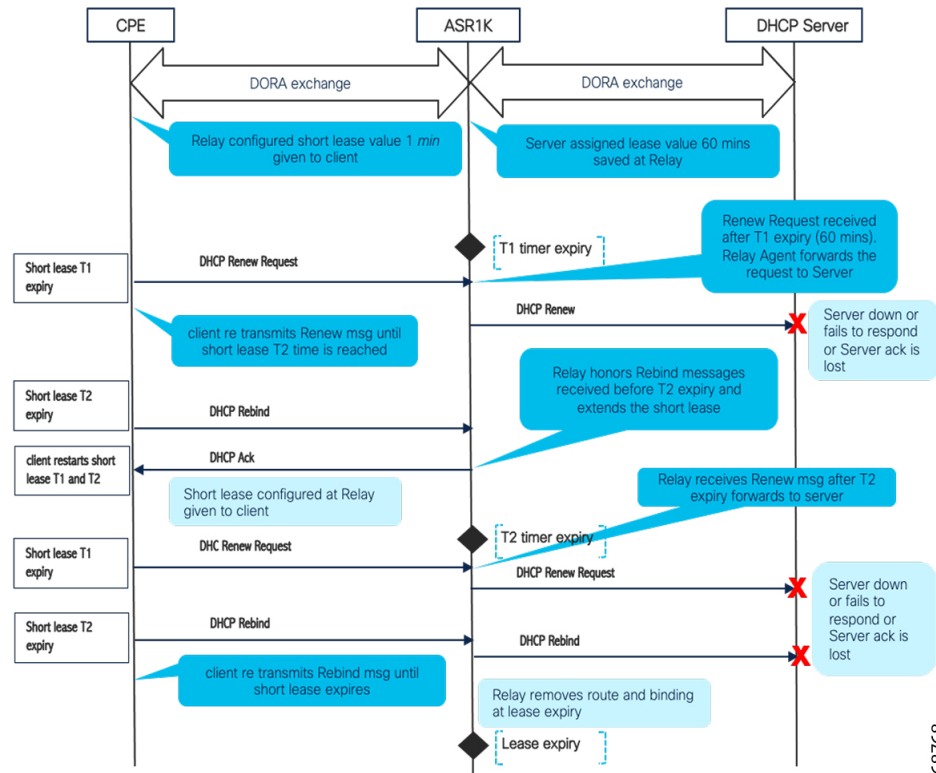 CPE
ASR1K
DHCP Server
DORA exchange
DORA exchange
Relay configured short lease value 1 min
given to client
Server assigned lease value 60 mins
saved at Relay
Renew Request received
after T1 expiry (60 mins).
Relay Agent forwards the
request to Server
T1 timer expiry
Short lease T1
expiry
DHCP Renew Request
DHCP Renew
Server down or
fails to respond
or Server ack is
lost
client re transmits Renew msg until
short lease T2 time is reached
Relay honors Rebind messages
received before T2 expiry and
extends the short lease
Short lease T2
expiry
DHCP Rebind
client restarts short
lease T1 and T2
DHCP Ack
Short lease configured at Relay
given to client
Relay receives Renew msg after T2
expiry forwards to server
T2 timer expiry
Short lease T1
expiry
DHC Renew Request
DHCP Renew Request
Server down
or fails to
respond or
Server ack is
lost
Short lease T2
expiry
DHCP Rebind
DHCP Rebind
client re transmits Rebind msg until
short lease expires
Relay removes route and binding
at lease expiry
Lease expiry